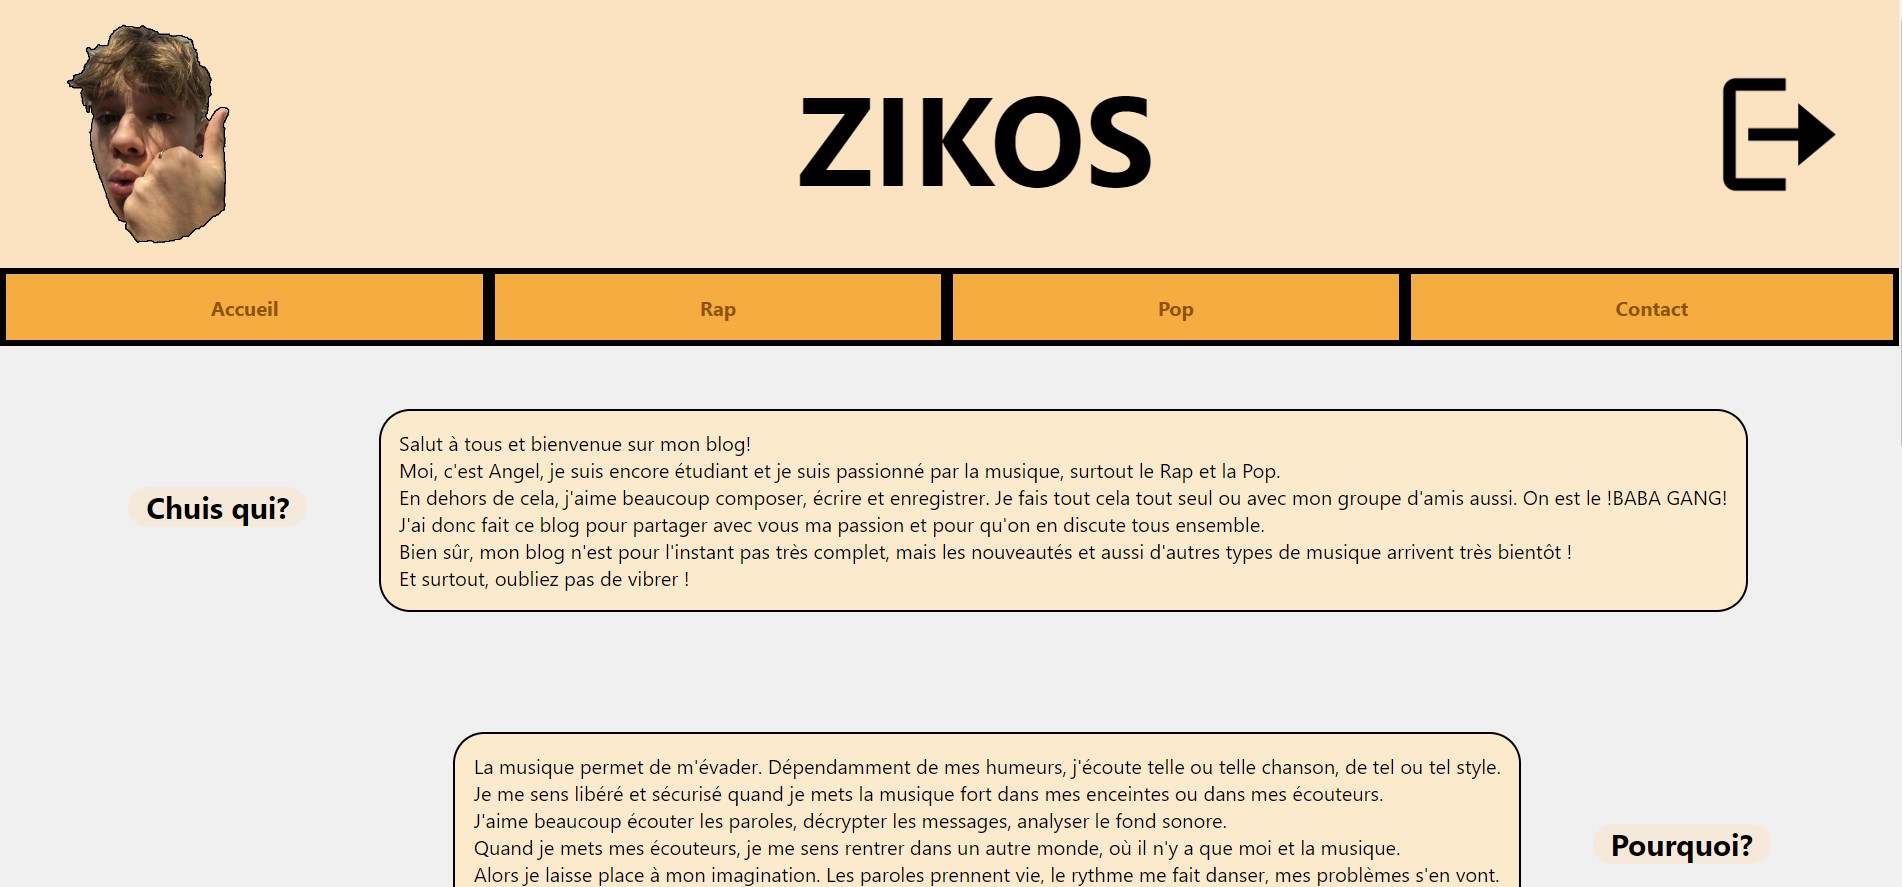 ZIKOS
Accueil
Rap
Pop
Contact
Chuis qui?
Salut à tous et bienvenue sur mon blog!
Moi, c'est Angel, je suis encore étudiant et je suis passionné par la musique, surtout le Rap et la Pop.
En dehors de cela, j'aime beaucoup composer, écrire et enregistrer. Je fais tout cela tout seul ou avec mon groupe d'amis aussi. On est le !BABA GANG!
J'ai donc fait ce blog pour partager avec vous ma passion et pour qu'on en discute tous ensemble.
Bien sûr, mon blog n'est pour l'instant pas très complet, mais les nouveautés et aussi d'autres types de musique arrivent très bientôt !
Et surtout, oubliez pas de vibrer !
La musique permet de m'évader. Dépendamment de mes humeurs, j'écoute telle ou telle chanson, de tel ou tel style.
Je me sens libéré et sécurisé quand je mets la musique fort dans mes enceintes ou dans mes écouteurs.
J'aime beaucoup écouter les paroles, décrypter les messages, analyser le fond sonore.
Quand je mets mes écouteurs, je me sens rentrer dans un autre monde, où il n'y a que moi et la musique.
Alors je laisse place à mon imagination. Les paroles prennent vie, le rythme me fait danser, mes problèmes s'en vont.
Pourquoi?